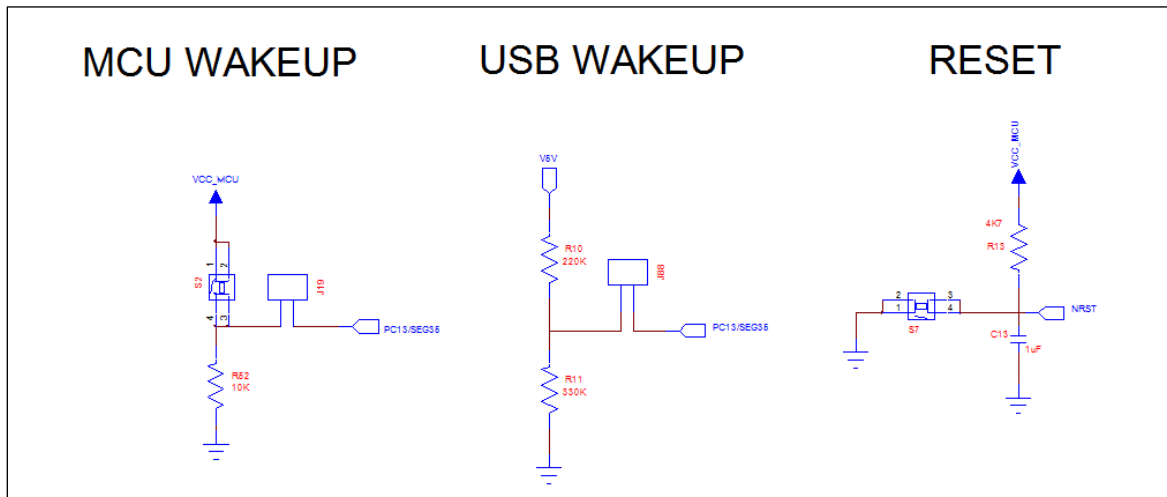 MCU WAKEUP
USB WAKEUP
RESET
VCC_MCU
1
2
S2
4
3
J19
PC13/SEG35
R52
10K
V5V
R10
220K
J88
PC13/SEG35
R11
330K
VCC_MCU
4K7
R13
2
3
1
4
S7
NRST
C13
1uF